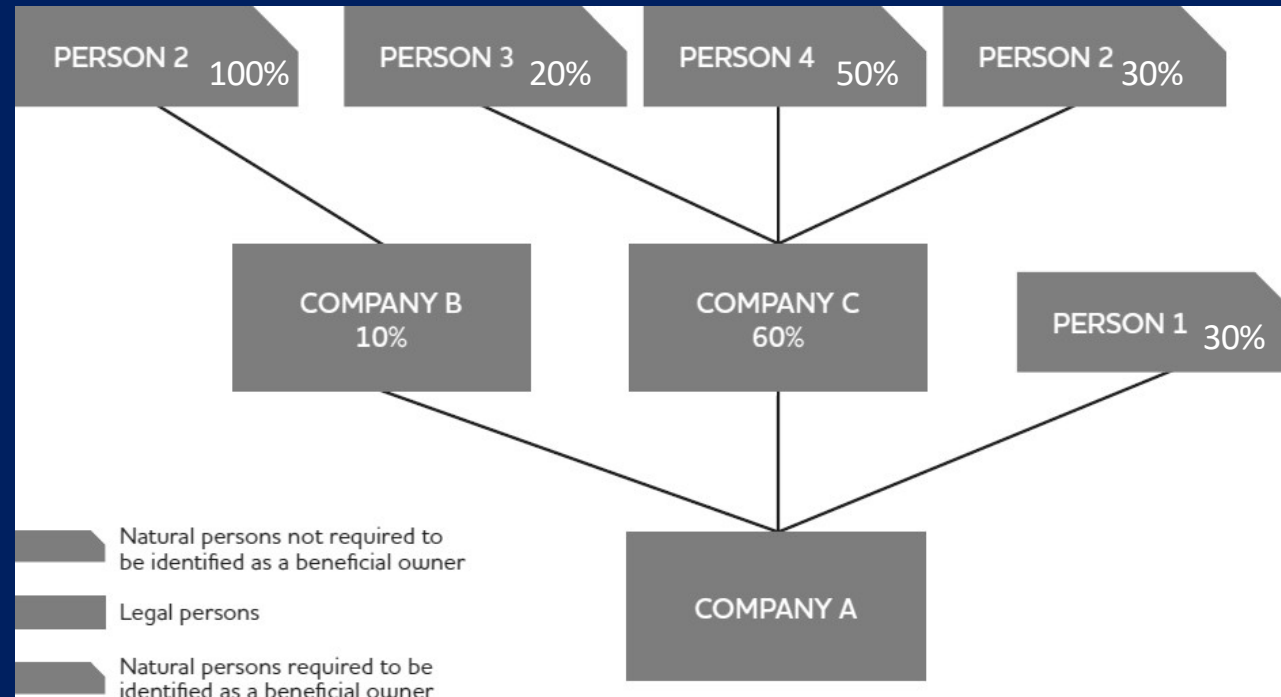 PERSON 2 100%
PERSON 3 20%
PERSON 4 50%
PERSON 2 30%
COMPANY B
10%
COMPANY C
60%
PERSON 1 30%
Natural persons not required to
be identified as a beneficial owner
Legal persons
Natural persons required to be
identified as a beneficial owner
COMPANY A